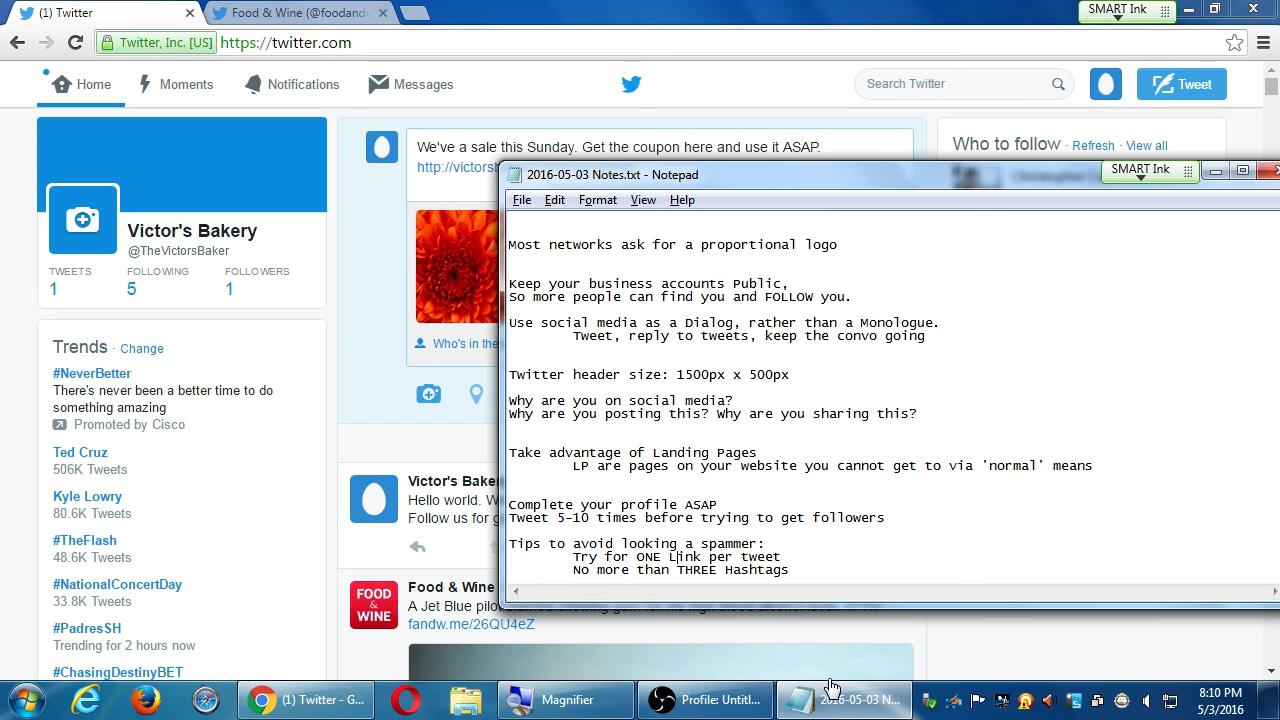 (1) Twitter
Food & Wine (@foodandw
SMART Ink
Twitter, Inc. [US]
https://twitter.com
Home
Moments
Notifications
Messages
Search Twitter
Tweet
Victor's Bakery
@TheVictorsBaker
TWEETS FOLLOWING FOLLOWERS
1 5 1
Trends · Change
#NeverBetter
There's never been a better time to do
something amazing
Promoted by Cisco
Ted Cruz
506K Tweets
Kyle Lowry
80.6K Tweets
#TheFlash
48.6K Tweets
#NationalConcertDay
33.8K Tweets
#PadresSH
Trending for 2 hours now
#ChasingDestinyBET
We've a sale this Sunday. Get the coupon here and use it ASAP.
http://victorsb
Who's in the
Victor's Baker
Hello world. W
Follow us for g
FOOD
&
WINE
Food & Wine
A Jet Blue pilot
fandw.me/26QU4eZ
Who to follow · Refresh · View all
2016-05-03 Notes.txt - Notepad
SMART Ink
File Edit Format View Help
Most networks ask for a proportional logo
Keep your business accounts Public,
So more people can find you and FOLLOW you.
Use social media as a Dialog, rather than a Monologue.
Tweet, reply to tweets, keep the convo going
Twitter header size: 1500px x 500px
Why are you on social media?
Why are you posting this? Why are you sharing this?
Take advantage of Landing Pages
LP are pages on your website you cannot get to via 'normal' means
Complete your profile ASAP
Tweet 5-10 times before trying to get followers
Tips to avoid looking a spammer:
Try for ONE Link per tweet
No more than THREE Hashtags
(1) Twitter - G...
Magnifier
Profile: Untitl...
2016-05-03 N...
8:10 PM
5/3/2016